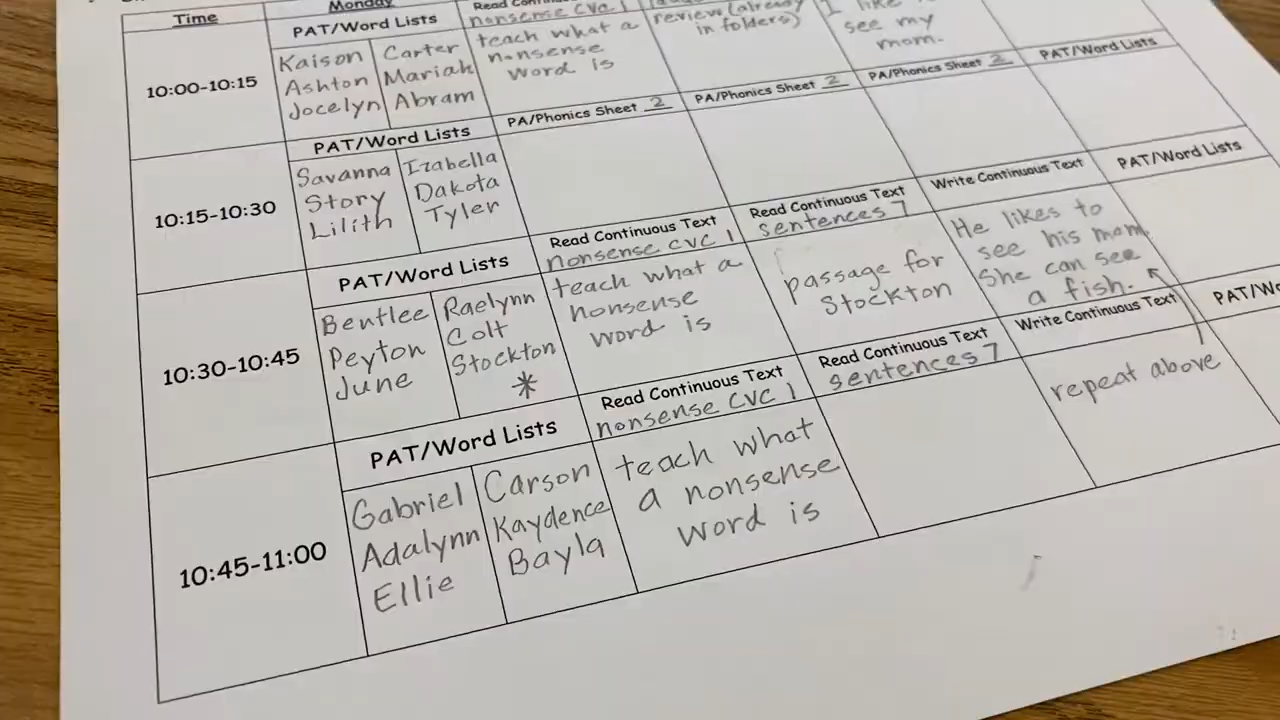 Time
Monday
PAT/Word Lists
nonsense cvc 1
review (already
in folders)
I like
see my
mom.
10:00-10:15
Kaison
Ashton
Jocelyn
Carter
Mariah
Abram
teach what a
nonsense
word is
PAT/Word Lists
PA/Phonics Sheet 2
PA/Phonics Sheet 2
PA/Phonics Sheet 2
PAT/Word Lists
10:15-10:30
Savanna
Story
Lilith
Izabella
Dakota
Tyler
PAT/Word Lists
Read Continuous Text
nonsense cvc 1
Read Continuous Text
sentences 7
Write Continuous Text
PAT/Word Lists
10:30-10:45
Bentlee
Peyton
June
Raelynn
Colt
Stockton
*
teach what a
nonsense
word is
passage for
Stockton
He likes to
see his mom.
She can see
a fish.
PAT/Word Lists
Read Continuous Text
nonsense cvc 1
Read Continuous Text
sentences 7
Write Continuous Text
10:45-11:00
Gabriel
Adalynn
Ellie
Carson
Kaydence
Bayla
teach what
a nonsense
word is
repeat above